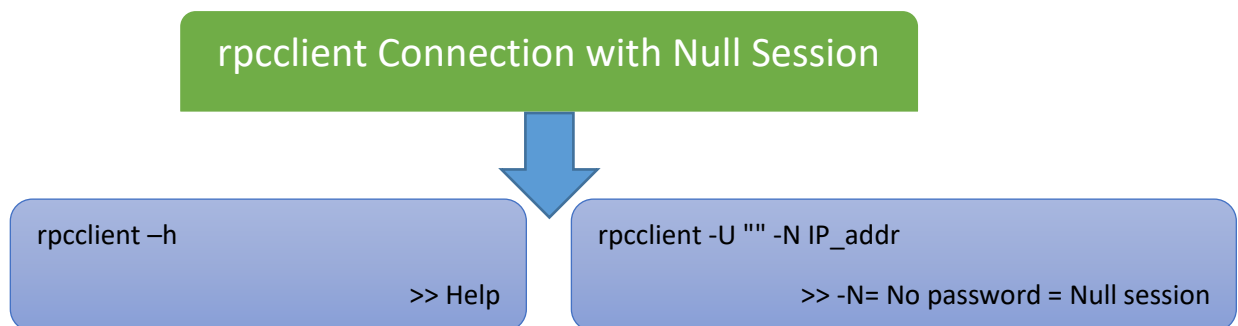 rpcclient Connection with Null Session
rpcclient –h
>> Help
rpcclient -U "" -N IP_addr
>> -N= No password = Null session